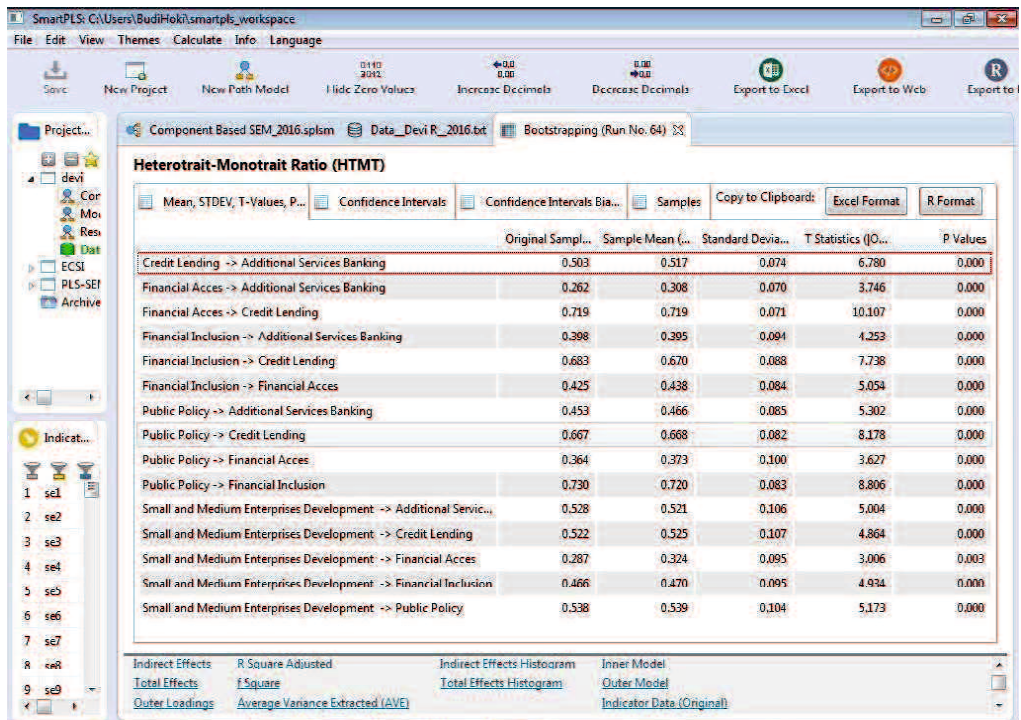 SmartPLS: C:\Users\BudiHoki\smartpls_workspace
File Edit View Themes Calculate Info Language
Save New Project New Path Model Hide Zero Values Increase Decimals Decrease Decimals Export to Excel Export to Web Export to
Project... Component Based SEM_2016.splsm Data__Devi R__2016.txt Bootstrapping (Run No. 64)
devi
Con
Mo
Res
Dat
ECSI
PLS-SEM
Archive
Indicat...
1 se1
2 se2
3 se3
4 se4
5 se5
6 se6
7 se7
8 se8
9 se9
Heterotrait-Monotrait Ratio (HTMT)
Mean, STDEV, T-Values, P... Confidence Intervals Confidence Intervals Bia... Samples Copy to Clipboard: Excel Format R Format
Original Sampl... Sample Mean (... Standard Devia... T Statistics (|O... P Values
Credit Lending -> Additional Services Banking 0.503 0.517 0.074 6.780 0.000
Financial Acces -> Additional Services Banking 0.262 0.308 0.070 3.746 0.000
Financial Acces -> Credit Lending 0.719 0.719 0.071 10.107 0.000
Financial Inclusion -> Additional Services Banking 0.398 0.395 0.094 4.253 0.000
Financial Inclusion -> Credit Lending 0.683 0.670 0.088 7.738 0.000
Financial Inclusion -> Financial Acces 0.425 0.438 0.084 5.054 0.000
Public Policy -> Additional Services Banking 0.453 0.466 0.085 5.302 0.000
Public Policy -> Credit Lending 0.667 0.668 0.082 8.178 0.000
Public Policy -> Financial Acces 0.364 0.373 0.100 3.627 0.000
Public Policy -> Financial Inclusion 0.730 0.720 0.083 8.806 0.000
Small and Medium Enterprises Development -> Additional Servic... 0.528 0.521 0.106 5.004 0.000
Small and Medium Enterprises Development -> Credit Lending 0.522 0.525 0.107 4.864 0.000
Small and Medium Enterprises Development -> Financial Acces 0.287 0.324 0.095 3.006 0.003
Small and Medium Enterprises Development -> Financial Inclusion 0.466 0.470 0.095 4.934 0.000
Small and Medium Enterprises Development -> Public Policy 0.538 0.539 0.104 5.173 0.000
Indirect Effects R Square Adjusted Indirect Effects Histogram Inner Model
Total Effects f Square Total Effects Histogram Outer Model
Outer Loadings Average Variance Extracted (AVE) Indicator Data (Original)